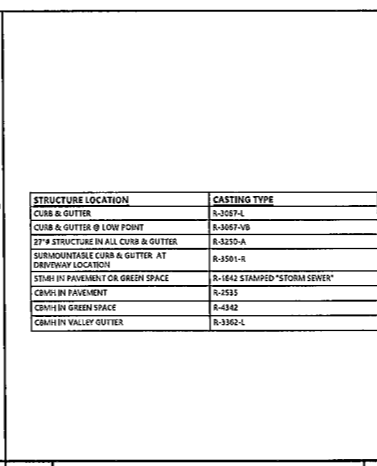 STRUCTURE LOCATION CASTING TYPE
CURB & GUTTER R-3067-L
CURB & GUTTER @ LOW POINT R-3067-VB
27"Ø STRUCTURE IN ALL CURB & GUTTER R-3250-A
SURMOUNTABLE CURB & GUTTER AT
DRIVEWAY LOCATION R-3501-R
STMH IN PAVEMENT OR GREEN SPACE R-1642 STAMPED "STORM SEWER"
CBMH IN PAVEMENT R-2535
CBMH IN GREEN SPACE R-4342
CBMH IN VALLEY GUTTER R-3362-L